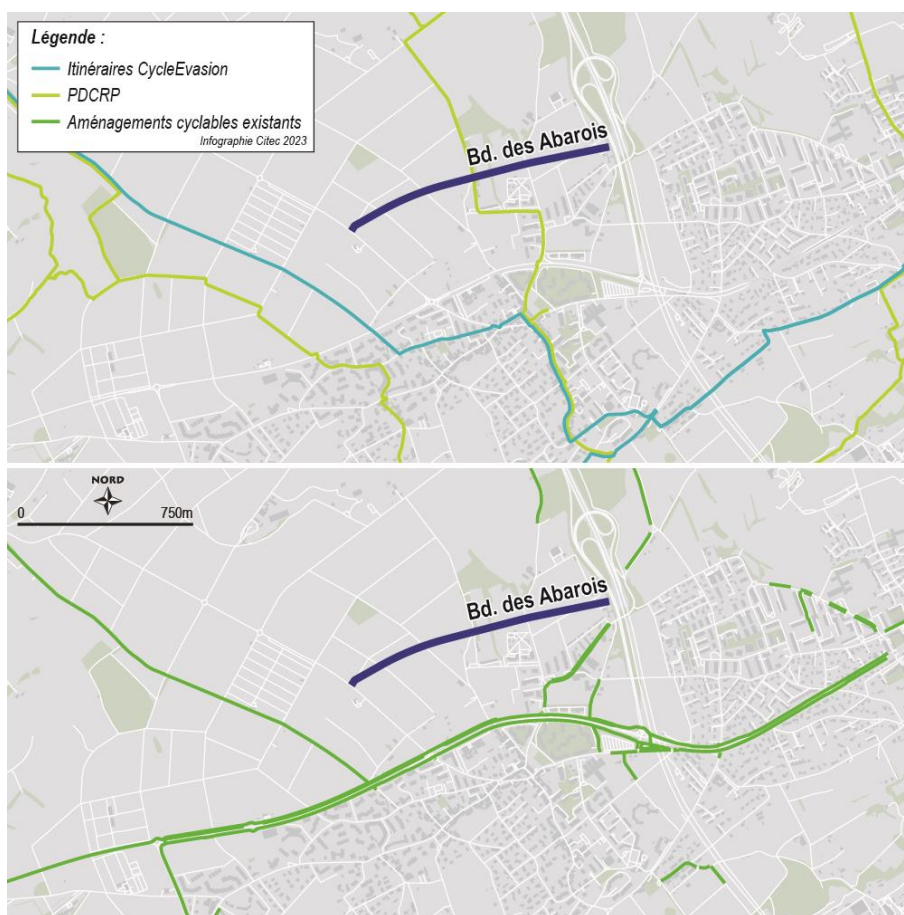 Légende :
Itinéraires CycleEvasion
PDCRP
Aménagements cyclables existants
Infographie Citec 2023
Bd. des Abarois
NORD
0 750m
Bd. des Abarois